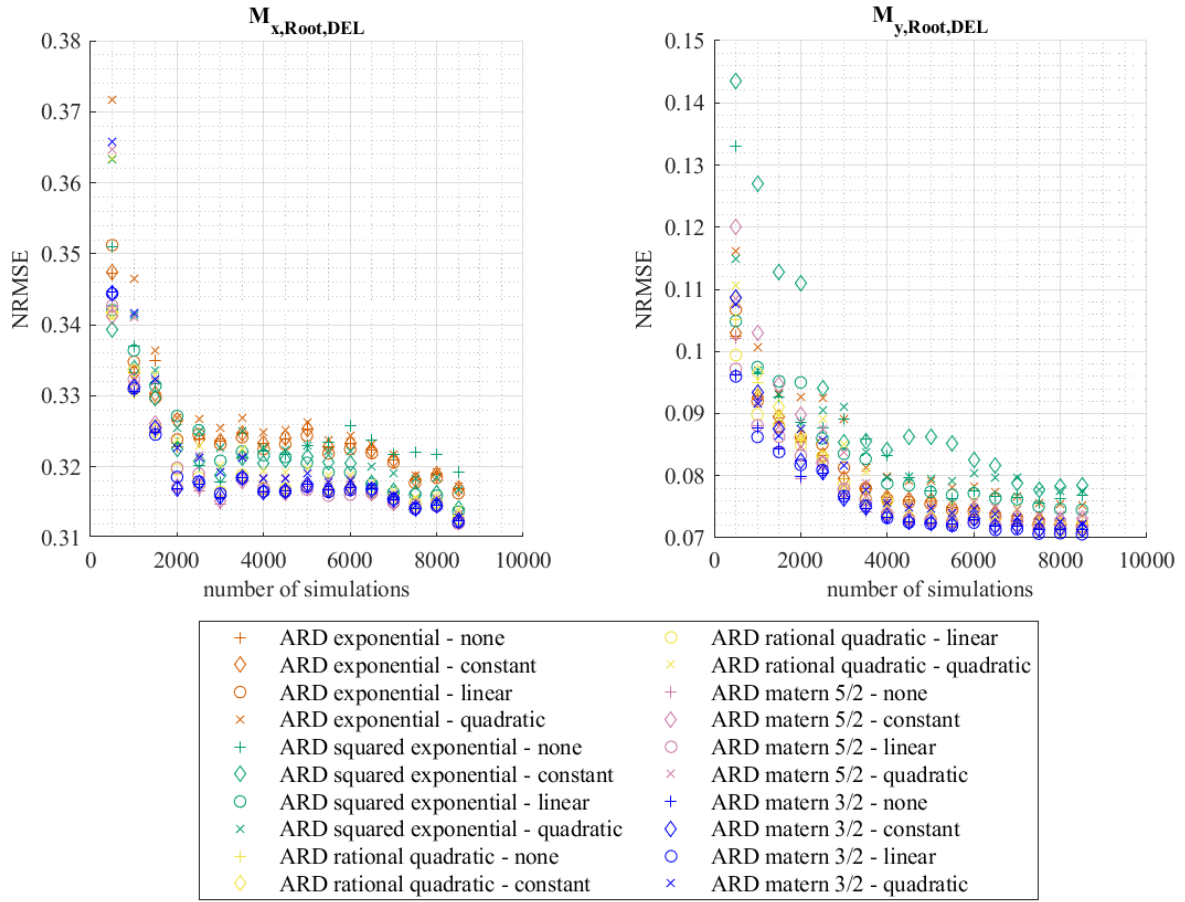 M x,Root,DEL
0.38
0.37
0.36
0.35
0.34
0.33
0.32
0.31
NRMSE
0 2000 4000 6000 8000 10000
number of simulations
M y,Root,DEL
0.15
0.14
0.13
0.12
0.11
0.1
0.09
0.08
0.07
NRMSE
0 2000 4000 6000 8000 10000
number of simulations
ARD exponential - none
ARD exponential - constant
ARD exponential - linear
ARD exponential - quadratic
ARD squared exponential - none
ARD squared exponential - constant
ARD squared exponential - linear
ARD squared exponential - quadratic
ARD rational quadratic - none
ARD rational quadratic - constant
ARD rational quadratic - linear
ARD rational quadratic - quadratic
ARD matern 5/2 - none
ARD matern 5/2 - constant
ARD matern 5/2 - linear
ARD matern 5/2 - quadratic
ARD matern 3/2 - none
ARD matern 3/2 - constant
ARD matern 3/2 - linear
ARD matern 3/2 - quadratic